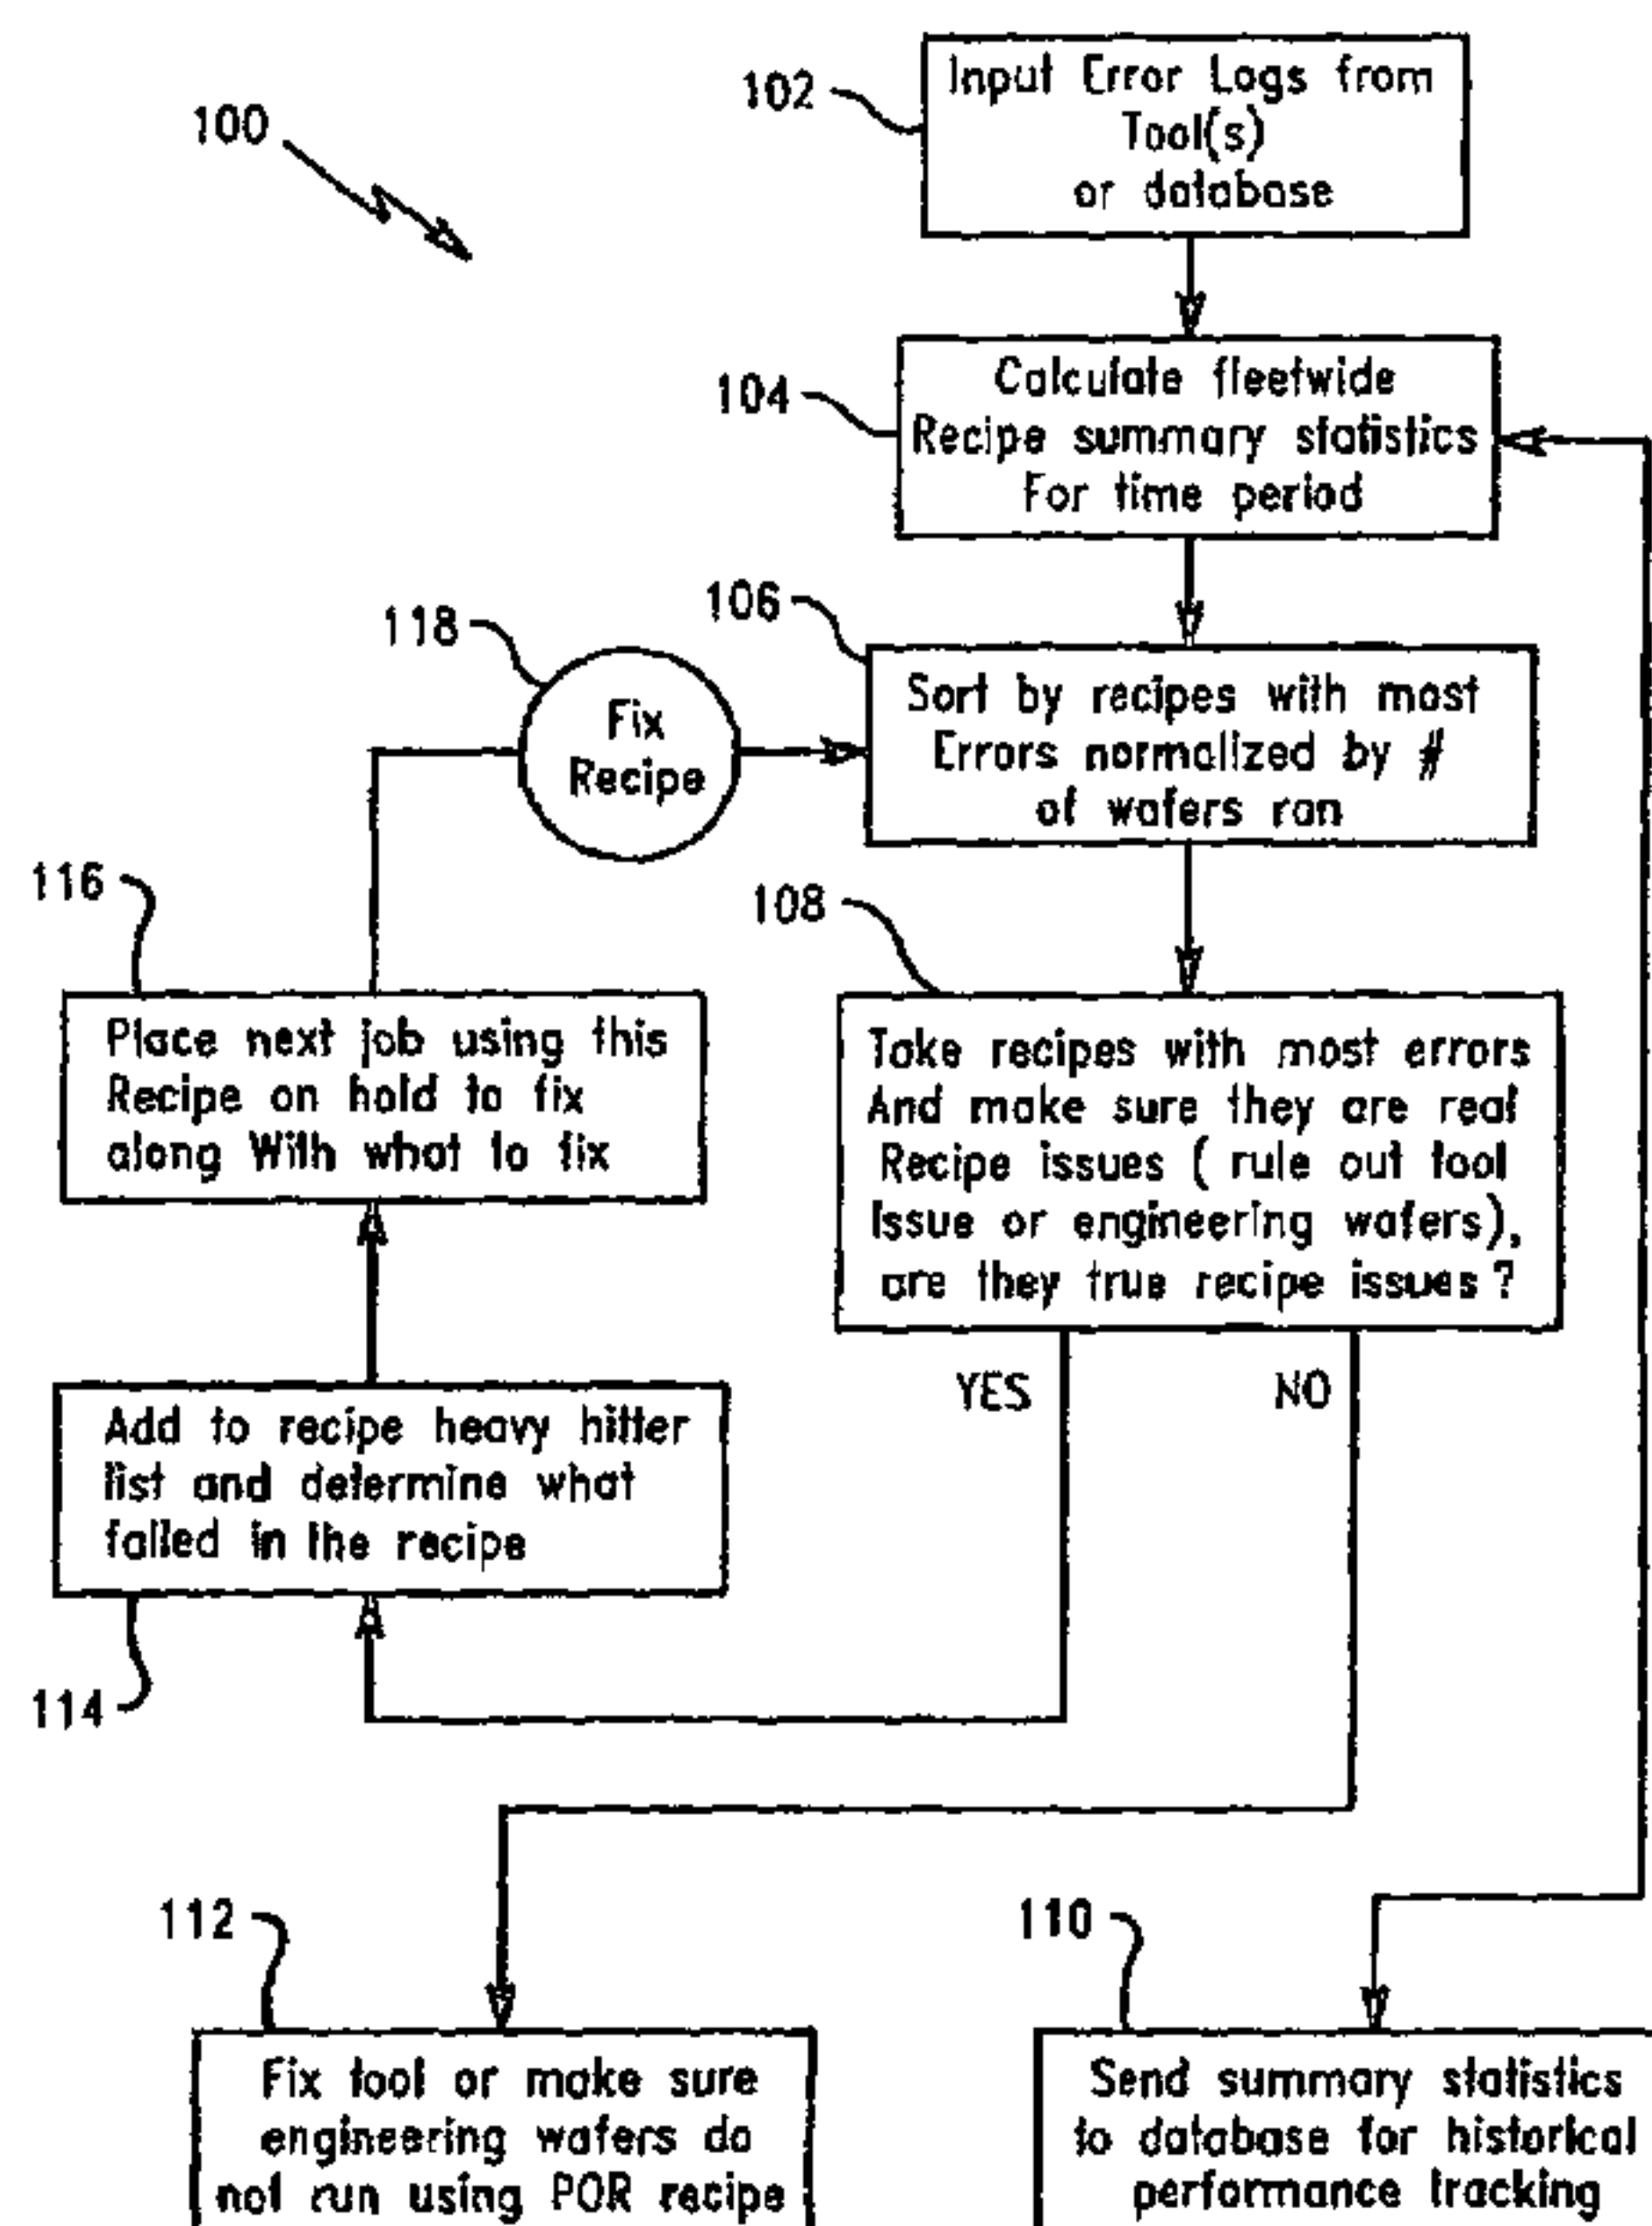 100
102
Input Error Logs from
Tool(s)
or database
104
Calculate fleetwide
Recipe summary statistics
For time period
106
Sort by recipes with most
Errors normalized by #
of wafers ran
118
Fix
Recipe
108
Take recipes with most errors
And make sure they are real
Recipe issues ( rule out tool
Issue or engineering wafers),
are they true recipe issues?
YES
NO
116
Place next job using this
Recipe on hold to fix
along With what to fix
Add to recipe heavy hitter
list and determine what
failed in the recipe
114
112
Fix tool or make sure
engineering wafers do
not run using POR recipe
110
Send summary statistics
to database for historical
performance tracking